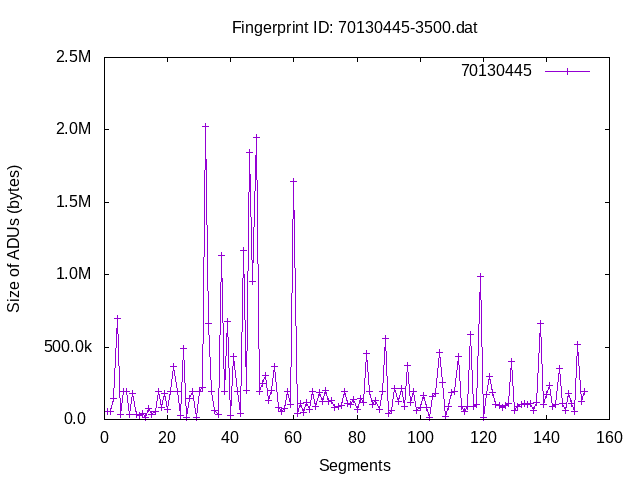 Fingerprint ID: 70130445-3500.dat
70130445
Size of ADUs (bytes)
2.5M
2.0M
1.5M
1.0M
500.0k
0.0
0 20 40 60 80 100 120 140 160
Segments